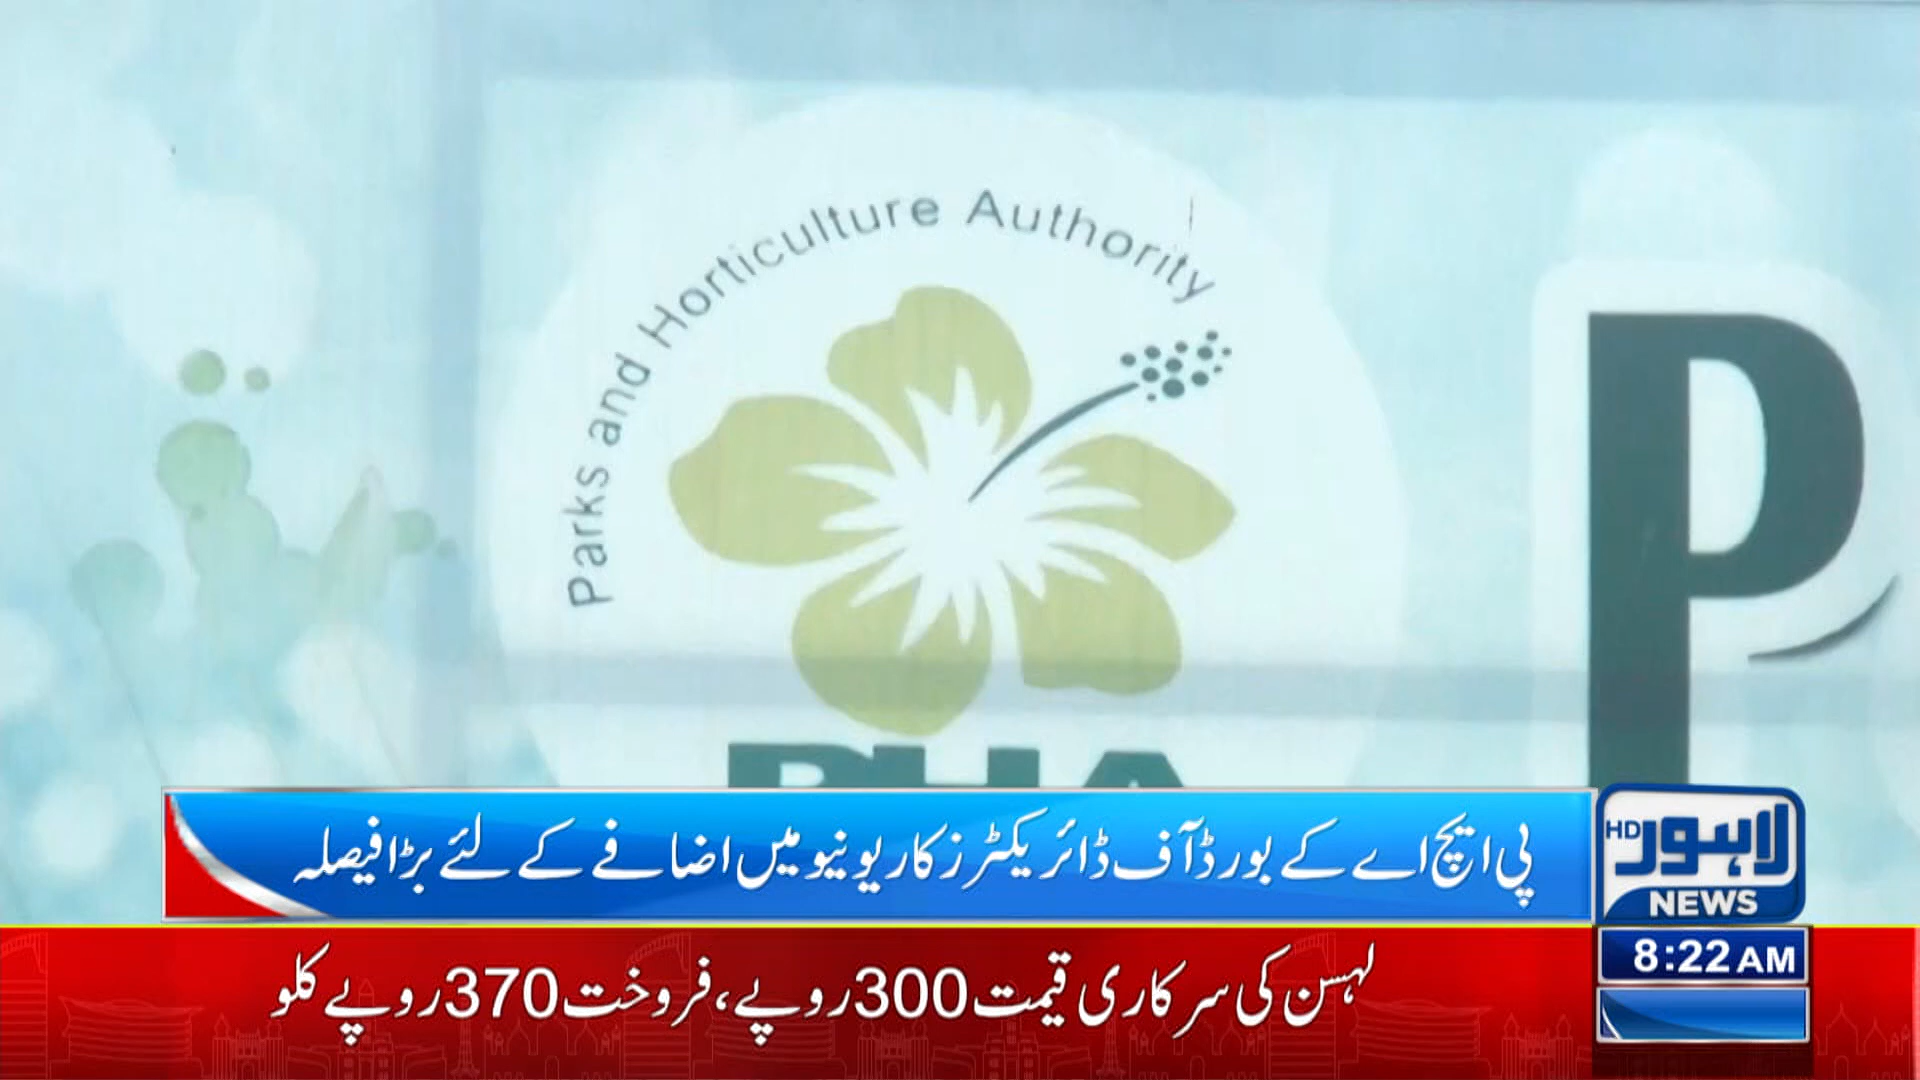 Parks and Horticulture Authority
PHA
P
پی ایچ اے کے بورڈ آف ڈائریکٹرز کا ریونیو میں اضافے کے لئے بڑا فیصلہ
لاہور
HD
NEWS
8:22 AM
لہسن کی سرکاری قیمت 300 روپے، فروخت 370 روپے کلو